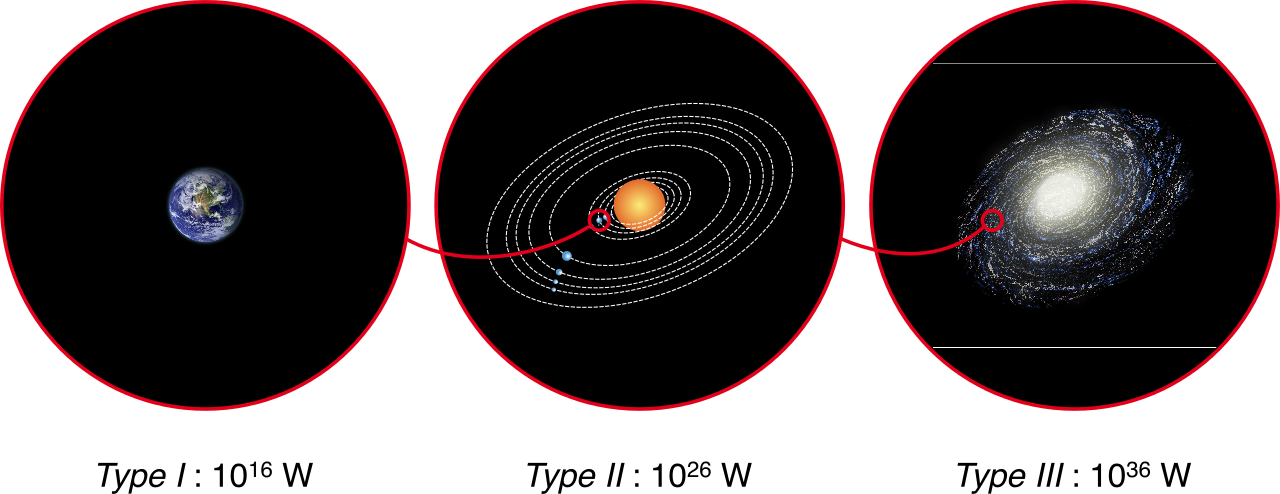 Type I : 10¹⁶ W
Type II : 10²⁶ W
Type III : 10³⁶ W